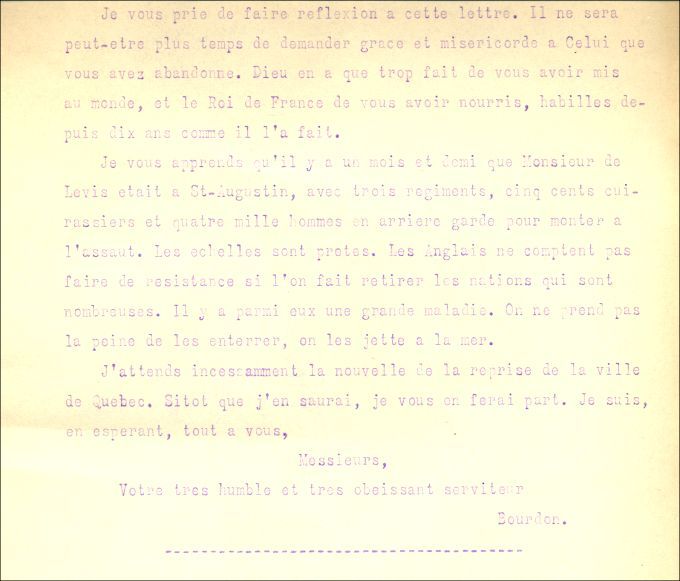 Je vous prie de faire reflexion a cette lettre. Il ne sera
peut-etre plus temps de demander grace et misericorde a Celui que
vous avez abandonne. Dieu en a que trop fait de vous avoir mis
au monde, et le Roi de France de vous avoir nourris, habilles de-
puis dix ans comme il l'a fait.
Je vous apprends qu'il y a un mois et demi que Monsieur de
Levis etait a St-Augustin, avec trois regiments, cinq cents cui-
rassiers et quatre mille hommes en arriere garde pour monter a
l'assaut. Les echelles sont pretes. Les Anglais ne comptent pas
faire de resistance si l'on fait retirer les nations qui sont
nombreuses. Il y a parmi eux une grande maladie. On ne prend pas
la peine de les enterrer, on les jette a la mer.
J'attends incessamment la nouvelle de la reprise de la ville
de Quebec. Sitot que j'en saurai, je vous en ferai part. Je suis,
en esperant, tout a vous,
Messieurs,
Votre tres humble et tres obeissant serviteur
Bourdon.